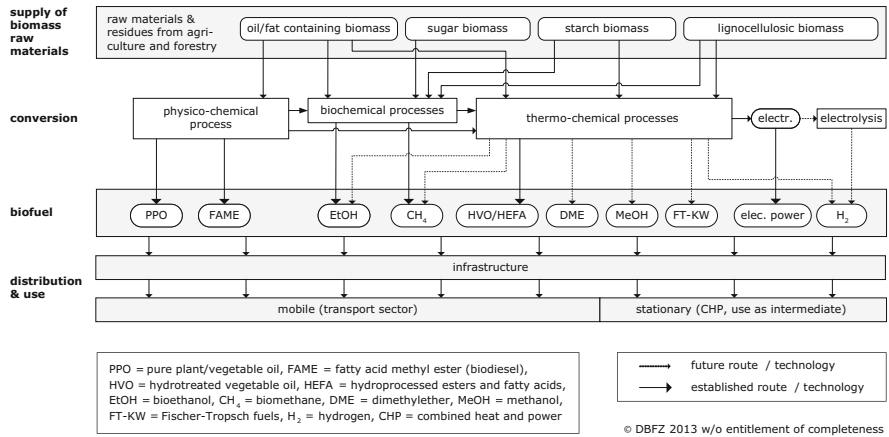 supply of
biomass
raw
materials
raw materials &
residues from agri-
culture and forestry
oil/fat containing biomass
sugar biomass
starch biomass
lignocellulosic biomass
conversion
physico-chemical
process
biochemical processes
thermo-chemical processes
electr.
electrolysis
biofuel
PPO
FAME
EtOH
CH4
HVO/HEFA
DME
MeOH
FT-KW
elec. power
H2
distribution
& use
infrastructure
mobile (transport sector)
stationary (CHP, use as intermediate)
PPO = pure plant/vegetable oil, FAME = fatty acid methyl ester (biodiesel),
HVO = hydrotreated vegetable oil, HEFA = hydroprocessed esters and fatty acids,
EtOH = bioethanol, CH4 = biomethane, DME = dimethylether, MeOH = methanol,
FT-KW = Fischer-Tropsch fuels, H2 = hydrogen, CHP = combined heat and power
future route / technology
established route / technology
© DBFZ 2013 w/o entitlement of completeness